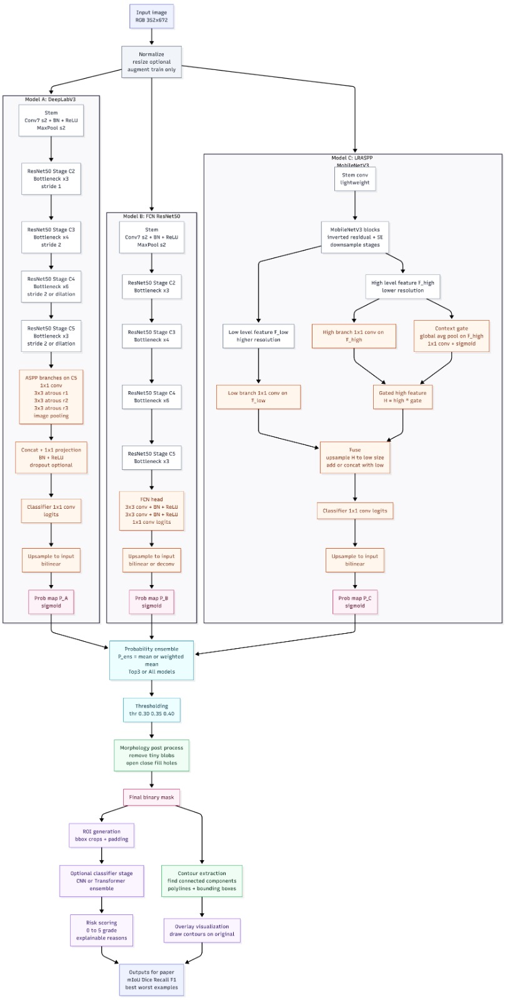 Input image
RGB 352x672
Normalize
resize optional
augment train only
Model A: DeepLabV3
Stem
Conv7 s2 + BN + ReLU
MaxPool s2
ResNet50 Stage C2
Bottleneck x3
stride 1
ResNet50 Stage C3
Bottleneck x4
stride 2
ResNet50 Stage C4
Bottleneck x6
stride 2 or dilation
ResNet50 Stage C5
Bottleneck x3
stride 2 or dilation
ASPP branches on C5
1x1 conv
3x3 atrous r1
3x3 atrous r2
3x3 atrous r3
image pooling
Concat + 1x1 projection
BN + ReLU
dropout optional
Classifier 1x1 conv
logits
Upsample to input
bilinear
Prob map P_A
sigmoid
Model B: FCN ResNet50
Stem
Conv7 s2 + BN + ReLU
MaxPool s2
ResNet50 Stage C2
Bottleneck x3
ResNet50 Stage C3
Bottleneck x4
ResNet50 Stage C4
Bottleneck x6
ResNet50 Stage C5
Bottleneck x3
FCN head
3x3 conv + BN + ReLU
3x3 conv + BN + ReLU
1x1 conv logits
Upsample to input
bilinear or deconv
Prob map P_B
sigmoid
Model C: LRASPP
MobileNetV3
Stem conv
lightweight
MobileNetV3 blocks
inverted residual + SE
downsample stages
High level feature F_high
lower resolution
Low level feature F_low
higher resolution
High branch 1x1 conv on
F_high
Context gate
global avg pool on F_high
1x1 conv + sigmoid
Low branch 1x1 conv on
F_low
Gated high feature
H = high * gate
Fuse
upsample H to low size
add or concat with low
Classifier 1x1 conv logits
Upsample to input
bilinear
Prob map P_C
sigmoid
Probability ensemble
P_ens = mean or weighted
mean
Top3 or All models
Thresholding
thr 0.30 0.35 0.40
Morphology post process
remove tiny blobs
open close fill holes
Final binary mask
ROI generation
bbox crops + padding
Optional classifier stage
CNN or Transformer
ensemble
Risk scoring
0 to 5 grade
explainable reasons
Contour extraction
find connected components
polylines + bounding boxes
Overlay visualization
draw contours on original
Outputs for paper
mIoU Dice Recall F1
best worst examples